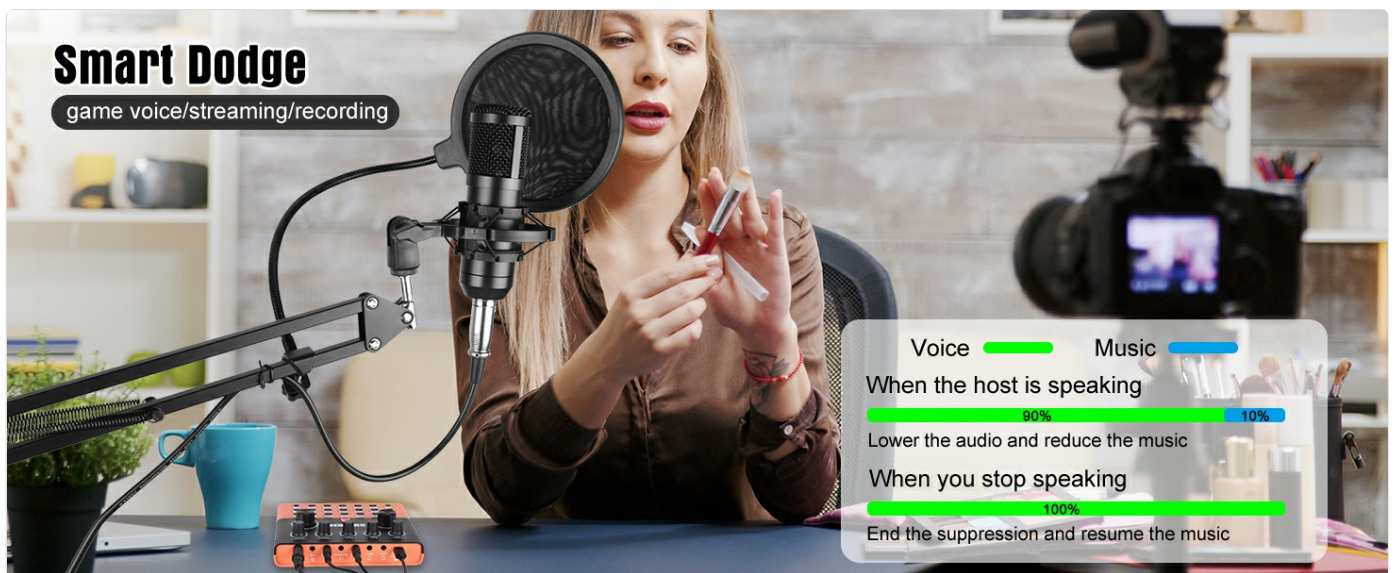 Smart Dodge
game voice/streaming/recording
Voice Music
When the host is speaking
90% 10%
Lower the audio and reduce the music
When you stop speaking
100%
End the suppression and resume the music